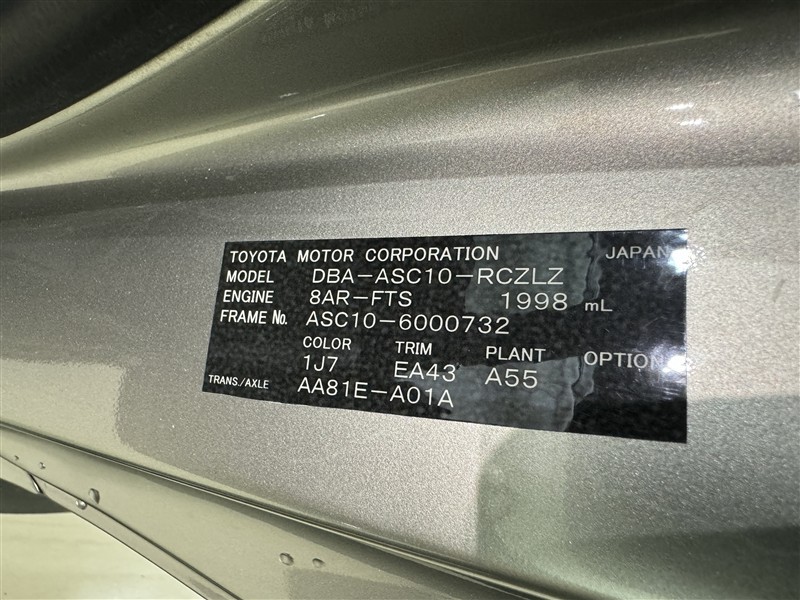 TOYOTA MOTOR CORPORATION JAPAN
MODEL DBA-ASC10-RCZLZ
ENGINE 8AR-FTS 1998 mL
FRAME No. ASC10-6000732
COLOR TRIM PLANT OPTION
1J7 EA43 A55
TRANS./AXLE AA81E-A01A